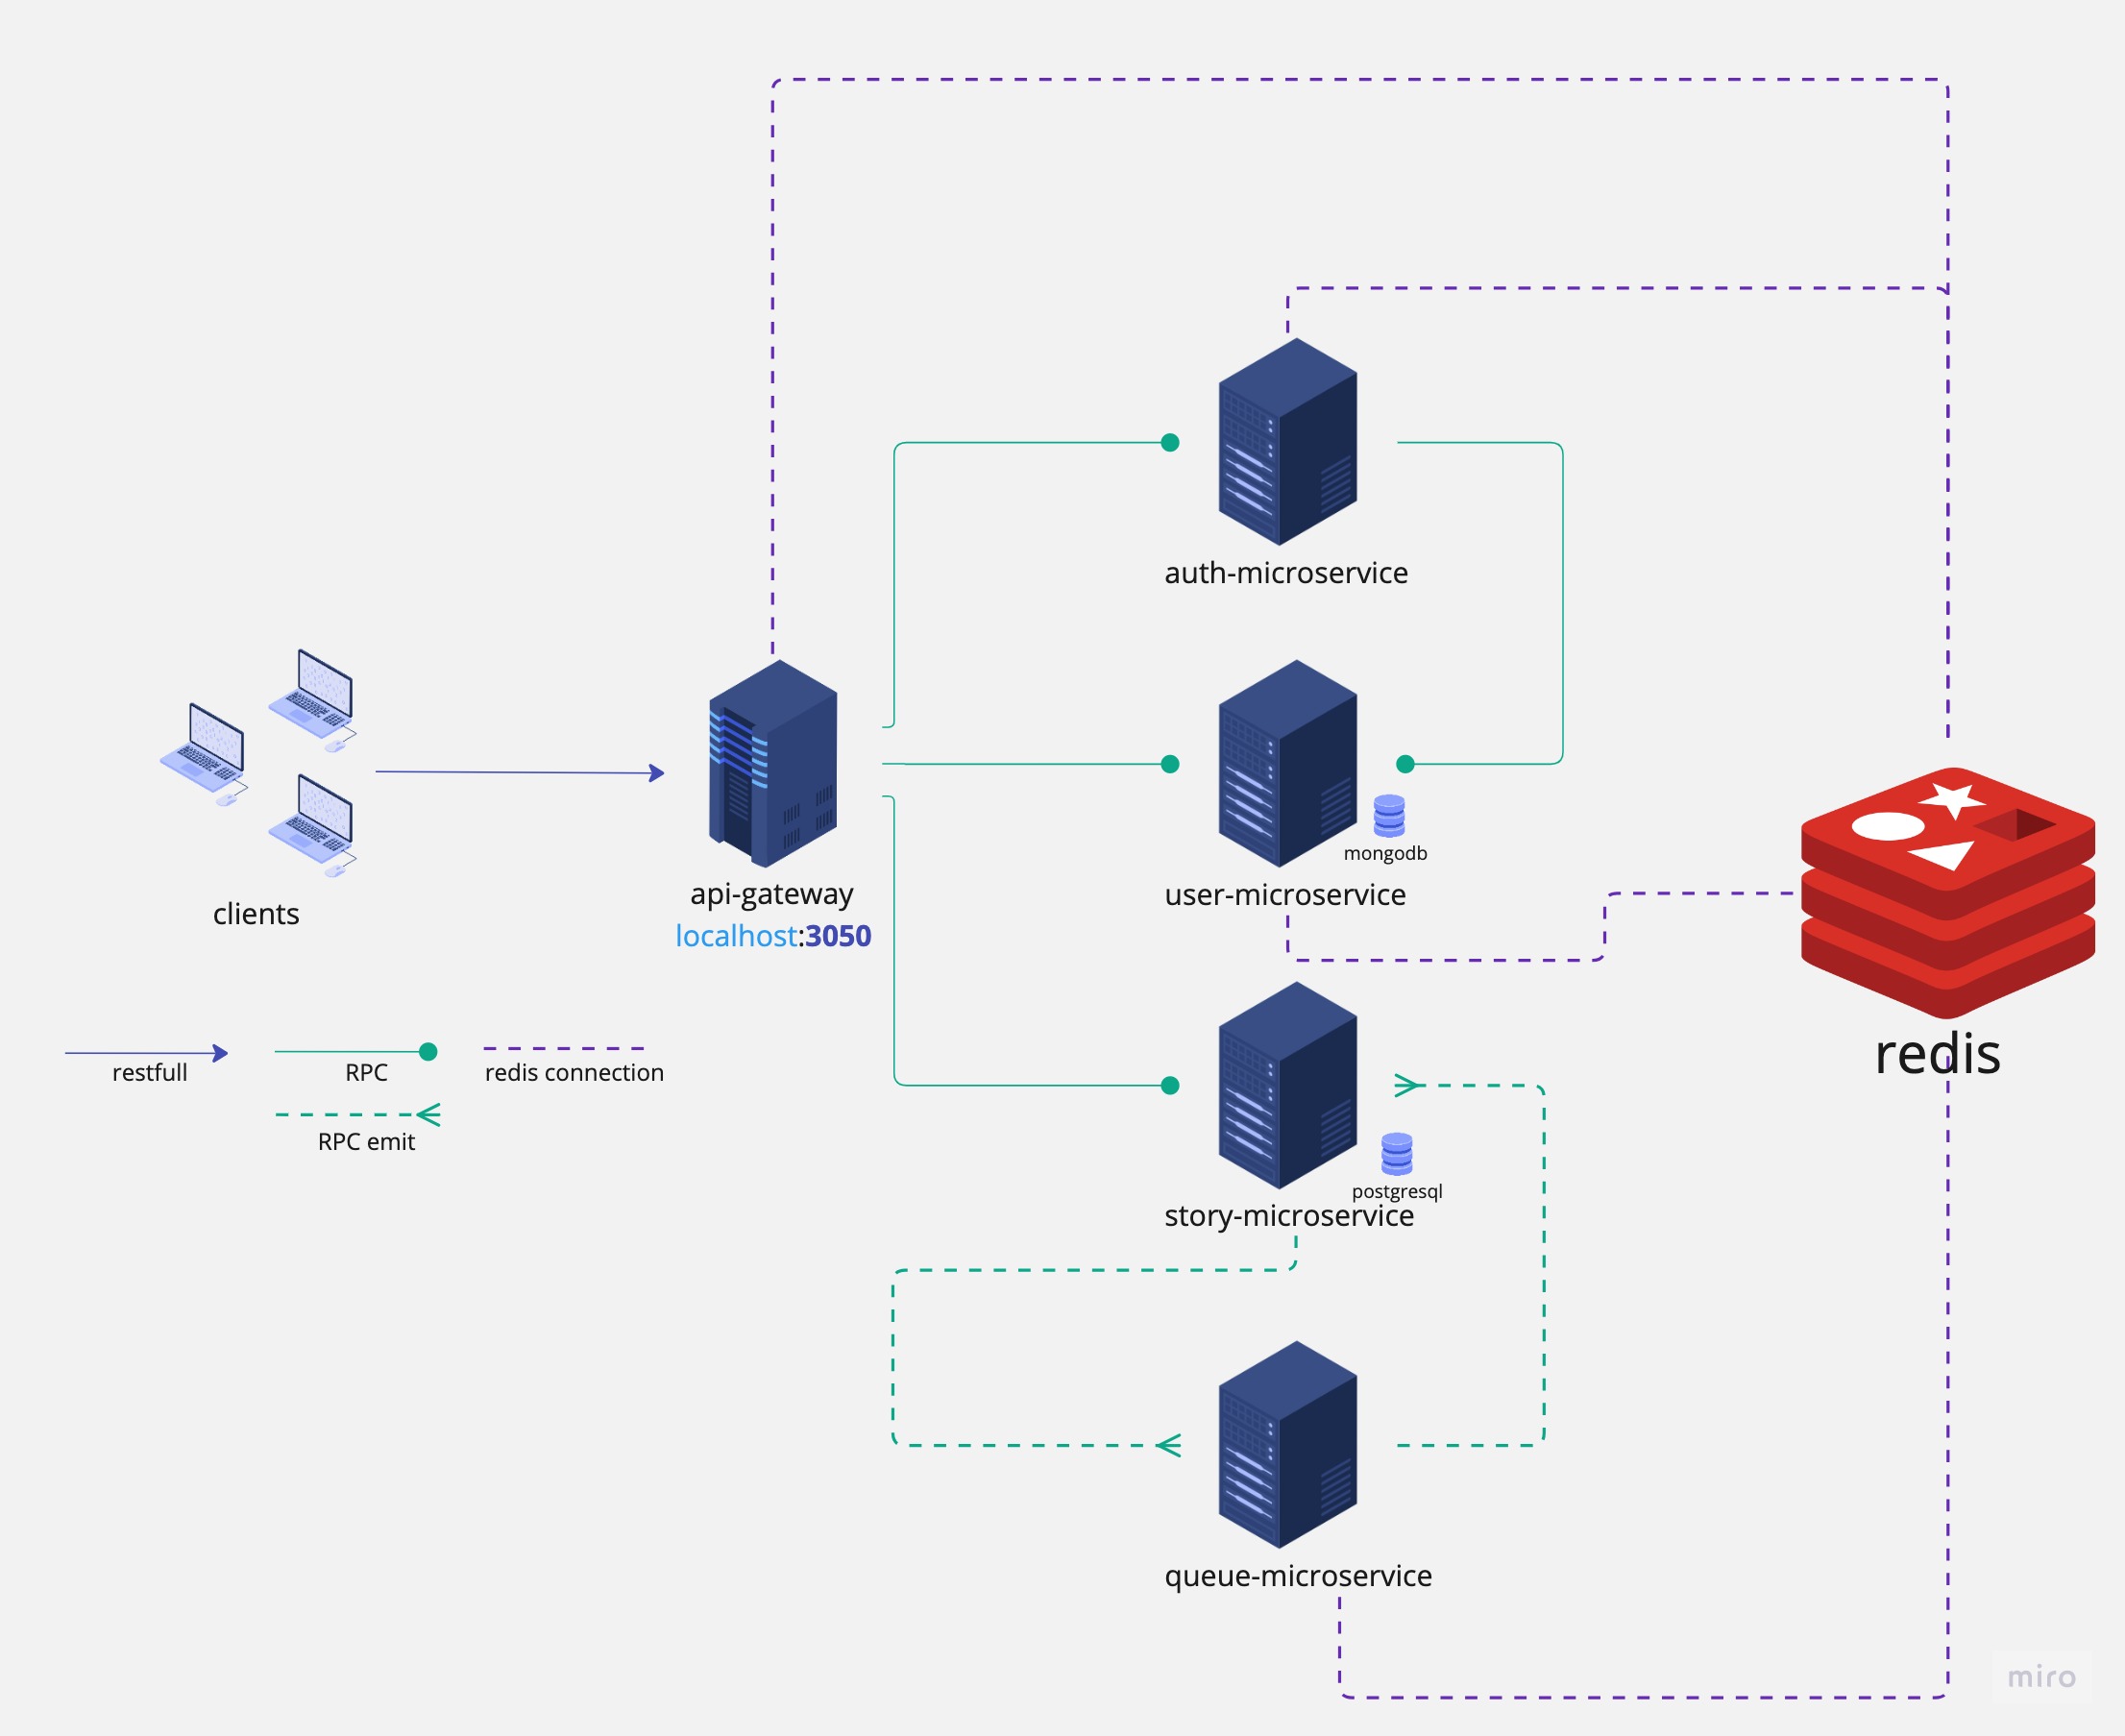 auth-microservice
mongodb
user-microservice
clients
api-gateway
localhost:3050
redis
restfull
RPC
redis connection
RPC emit
postgresql
story-microservice
queue-microservice
miro